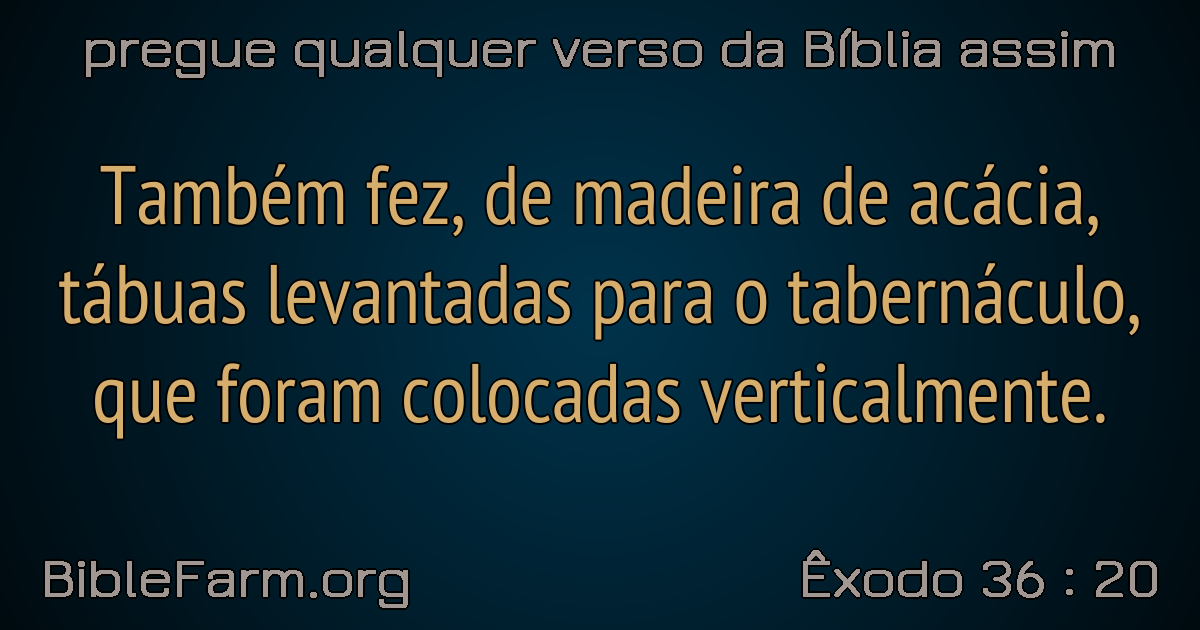 pregue qualquer verso da Bíblia assim
Também fez, de madeira de acácia,
tábuas levantadas para o tabernáculo,
que foram colocadas verticalmente.
BibleFarm.org
Êxodo 36 : 20